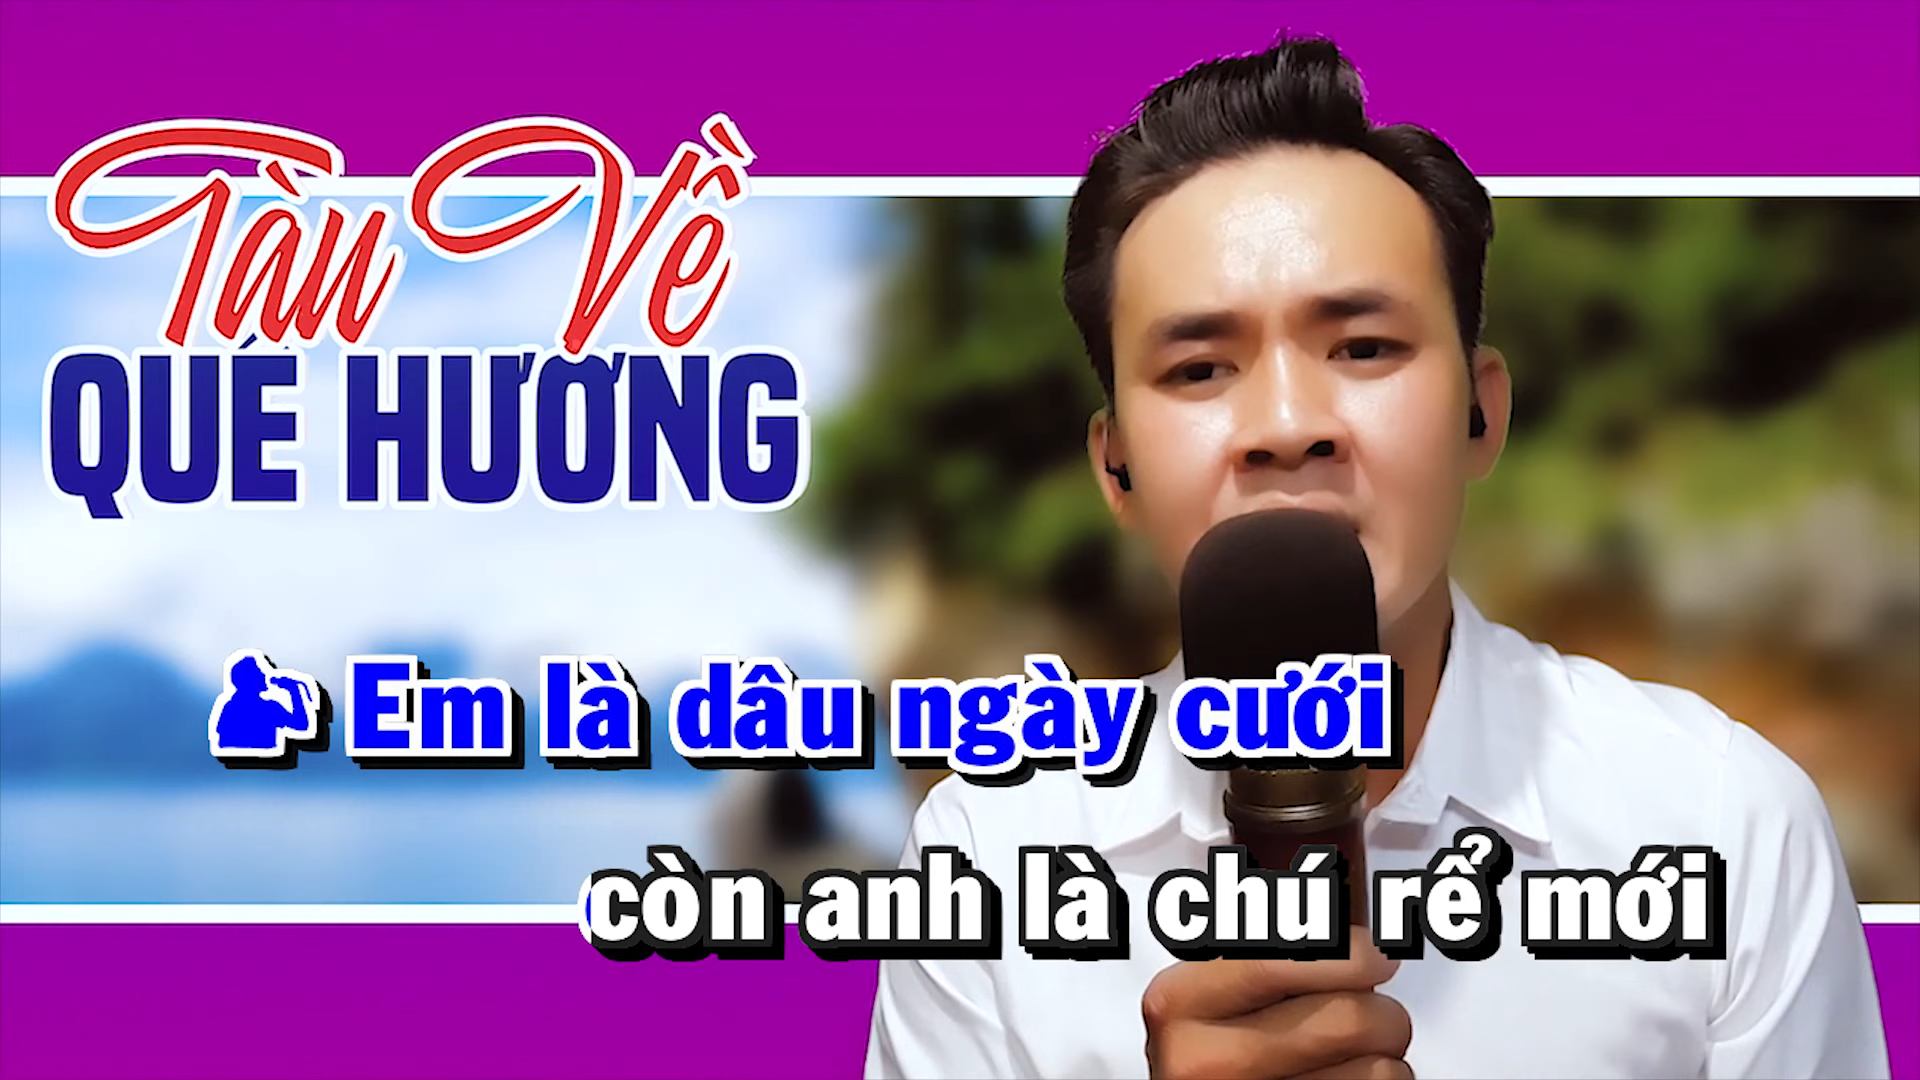 Tàu Về
QUÊ HƯƠNG
Em là dâu ngày cưới
còn anh là chú rể mới